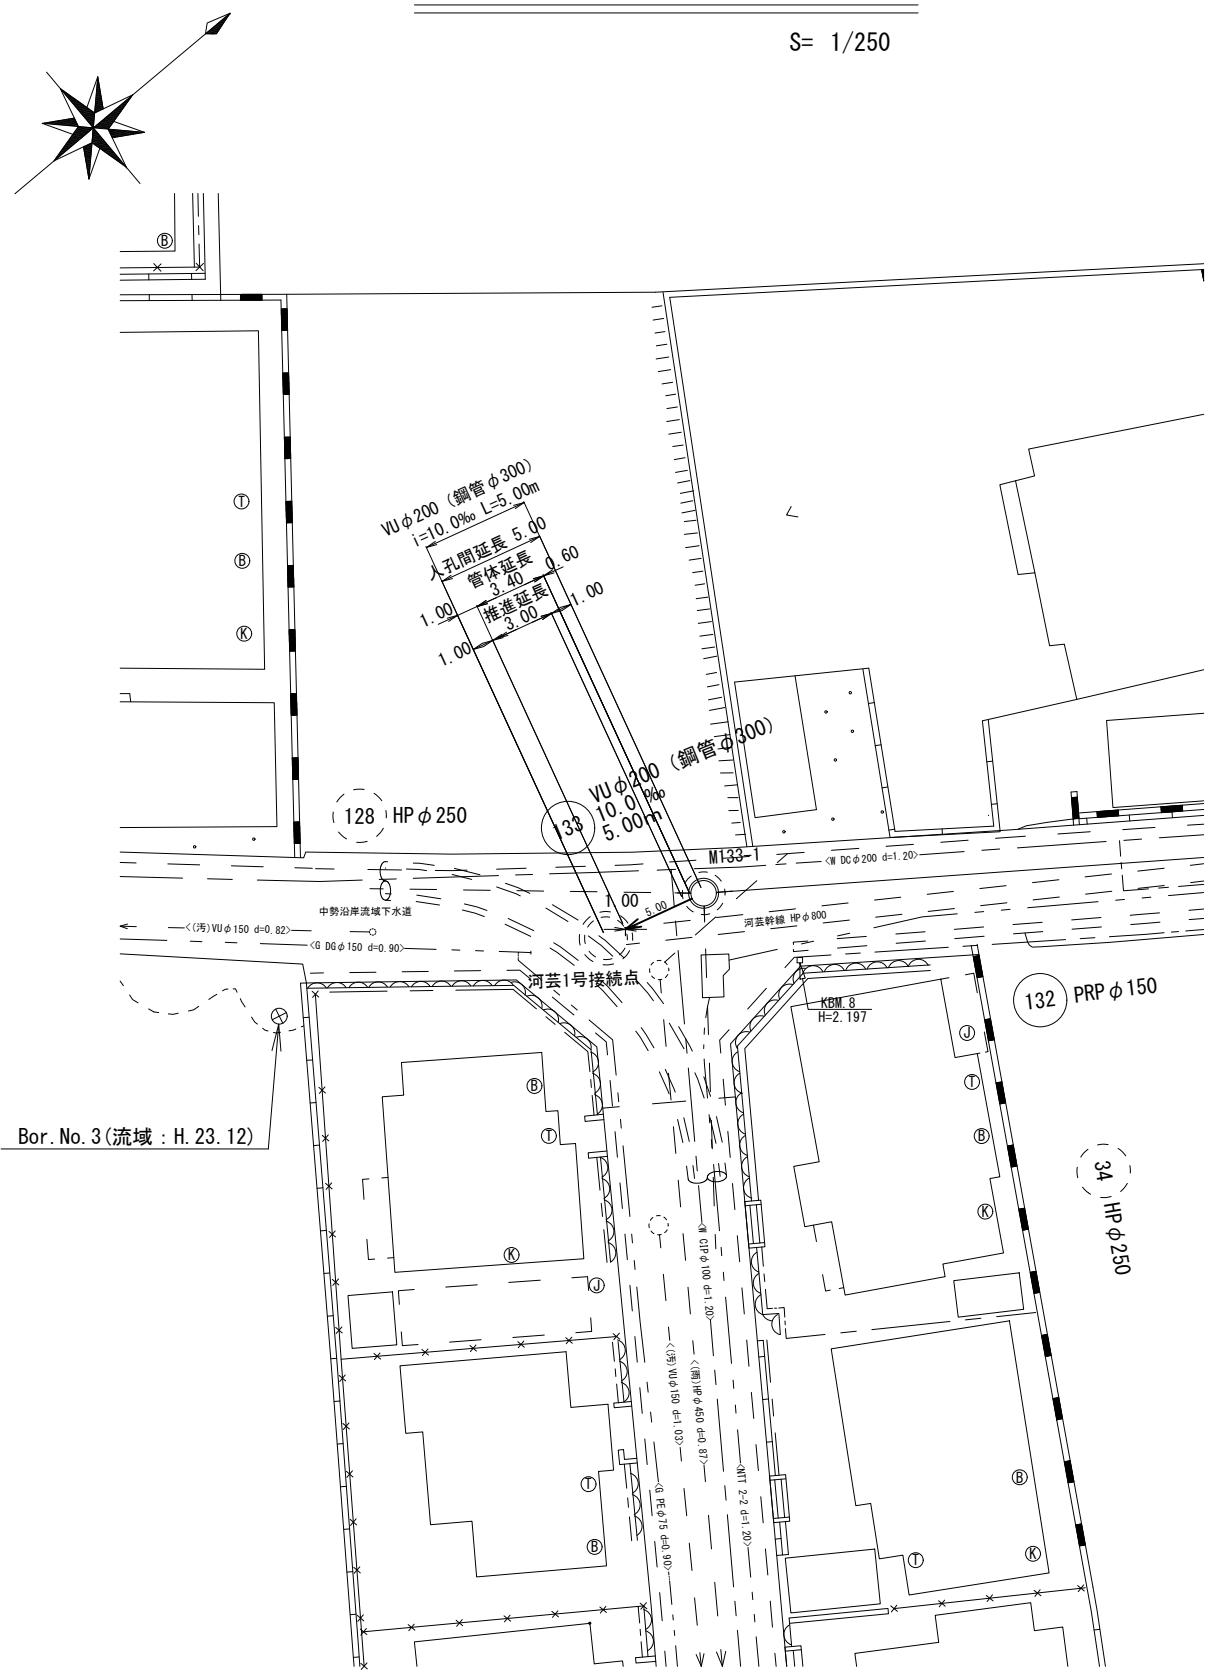 S= 1/250
B
T
B
K
VUφ200 (鋼管φ300)
i=10.0‰ L=5.00m
人孔間延長 5.00
管体延長
3.40
0.60
1.00
推進延長
3.00
1.00
1.00
VUφ200 (鋼管φ300)
10.0 ‰
5.00m
133
128 HPφ250
M133-1
<W DCφ200 d=1.20>
1.00
5.00
中勢沿岸流域下水道
<(汚)VUφ150 d=0.82>
<G DGφ150 d=0.90>
河芸幹線 HPφ800
河芸1号接続点
KBM.8
H=2.197
132 PRPφ150
Bor.No.3(流域：H.23.12)
34 HPφ250
B
T
K
J
J
T
B
K
<W CIPφ100 d=1.20>
<(汚)VUφ150 d=1.03>
<(雨)HPφ450 d=0.87>
<G PEφ75 d=0.90>
<NTT 2-2 d=1.20>
T
B
B
T
K